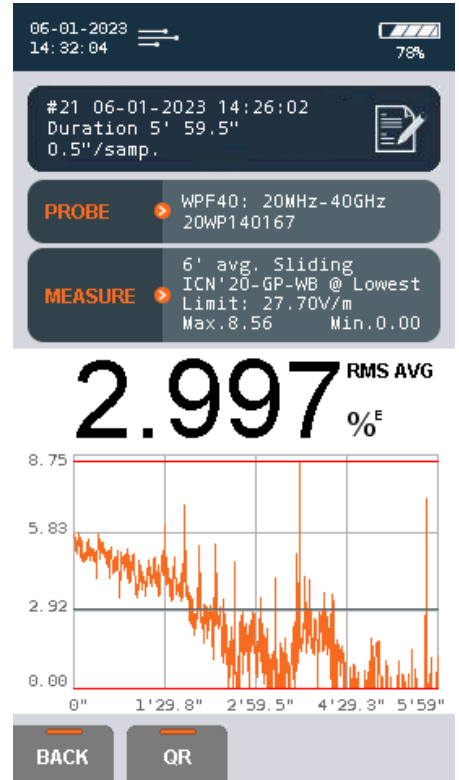 06-01-2023
14:32:04
78%
#21 06-01-2023 14:26:02
Duration 5' 59.5"
0.5"/samp.
PROBE
WPF40: 20MHz-40GHz
20WP140167
MEASURE
6' avg. Sliding
ICN'20-GP-WB @ Lowest
Limit: 27.70V/m
Max.8.56 Min.0.00
2.997 RMS AVG
%E
8.75
5.83
2.92
0.00
0" 1'29.8" 2'59.5" 4'29.3" 5'59"
BACK QR